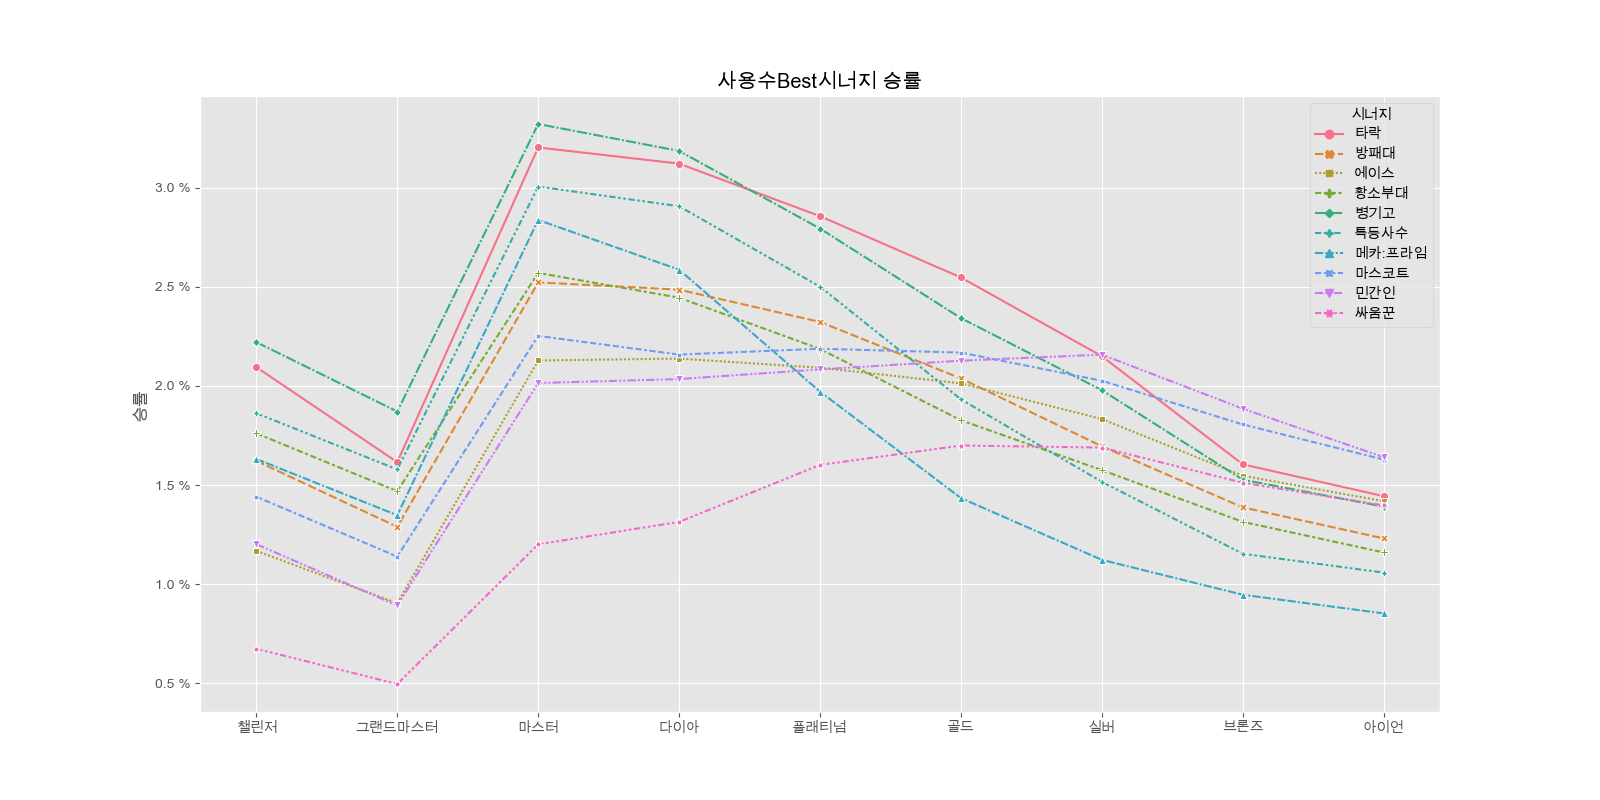 사용수Best시너지 승률
시너지
타락
방패대
에이스
황소부대
병기고
특등사수
메카:프라임
마스코트
민간인
싸움꾼
승률
3.0 %
2.5 %
2.0 %
1.5 %
1.0 %
0.5 %
챌린저 그랜드마스터 마스터 다이아 플래티넘 골드 실버 브론즈 아이언